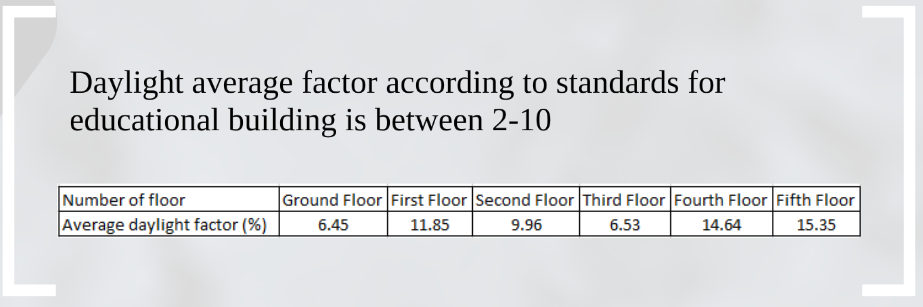 Daylight average factor according to standards for
educational building is between 2-10
Number of floor Ground Floor First Floor Second Floor Third Floor Fourth Floor Fifth Floor
Average daylight factor (%) 6.45 11.85 9.96 6.53 14.64 15.35